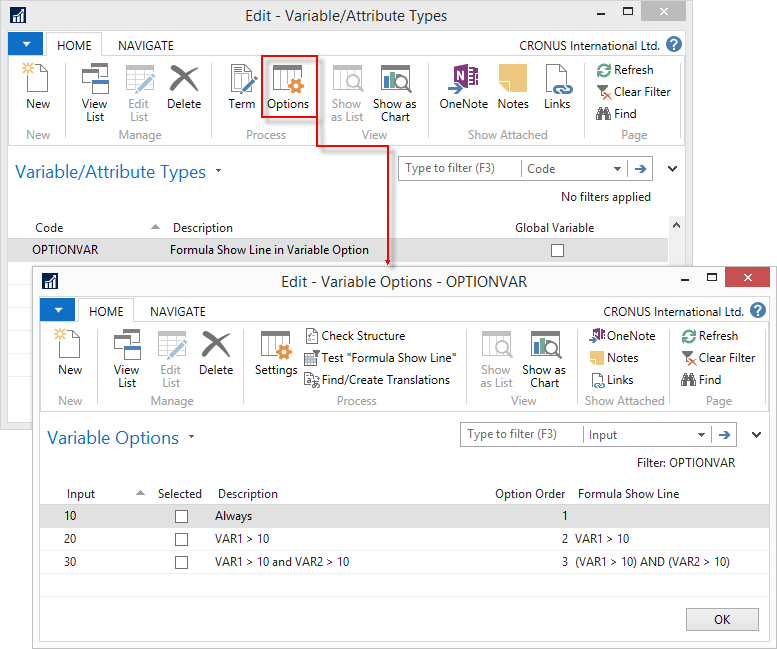 Edit - Variable/Attribute Types
HOME NAVIGATE CRONUS International Ltd. ?
New View List Edit List Delete Term Options Show as List Show as Chart OneNote Notes Links Refresh
Clear Filter
Find
New Manage Process View Show Attached Page
Variable/Attribute Types Type to filter (F3) Code
No filters applied
Code Description Global Variable
OPTIONVAR Formula Show Line in Variable Option
Edit - Variable Options - OPTIONVAR
HOME NAVIGATE CRONUS International Ltd. ?
New View List Edit List Delete Settings Check Structure Show as List Show as Chart OneNote Refresh
Test "Formula Show Line" Notes Clear Filter
Find/Create Translations Links Find
New Manage Process View Show Attached Page
Variable Options Type to filter (F3) Input
Filter: OPTIONVAR
Input Selected Description Option Order Formula Show Line
10 Always 1
20 VAR1 > 10 2 VAR1 > 10
30 VAR1 > 10 and VAR2 > 10 3 (VAR1 > 10) AND (VAR2 > 10)
OK